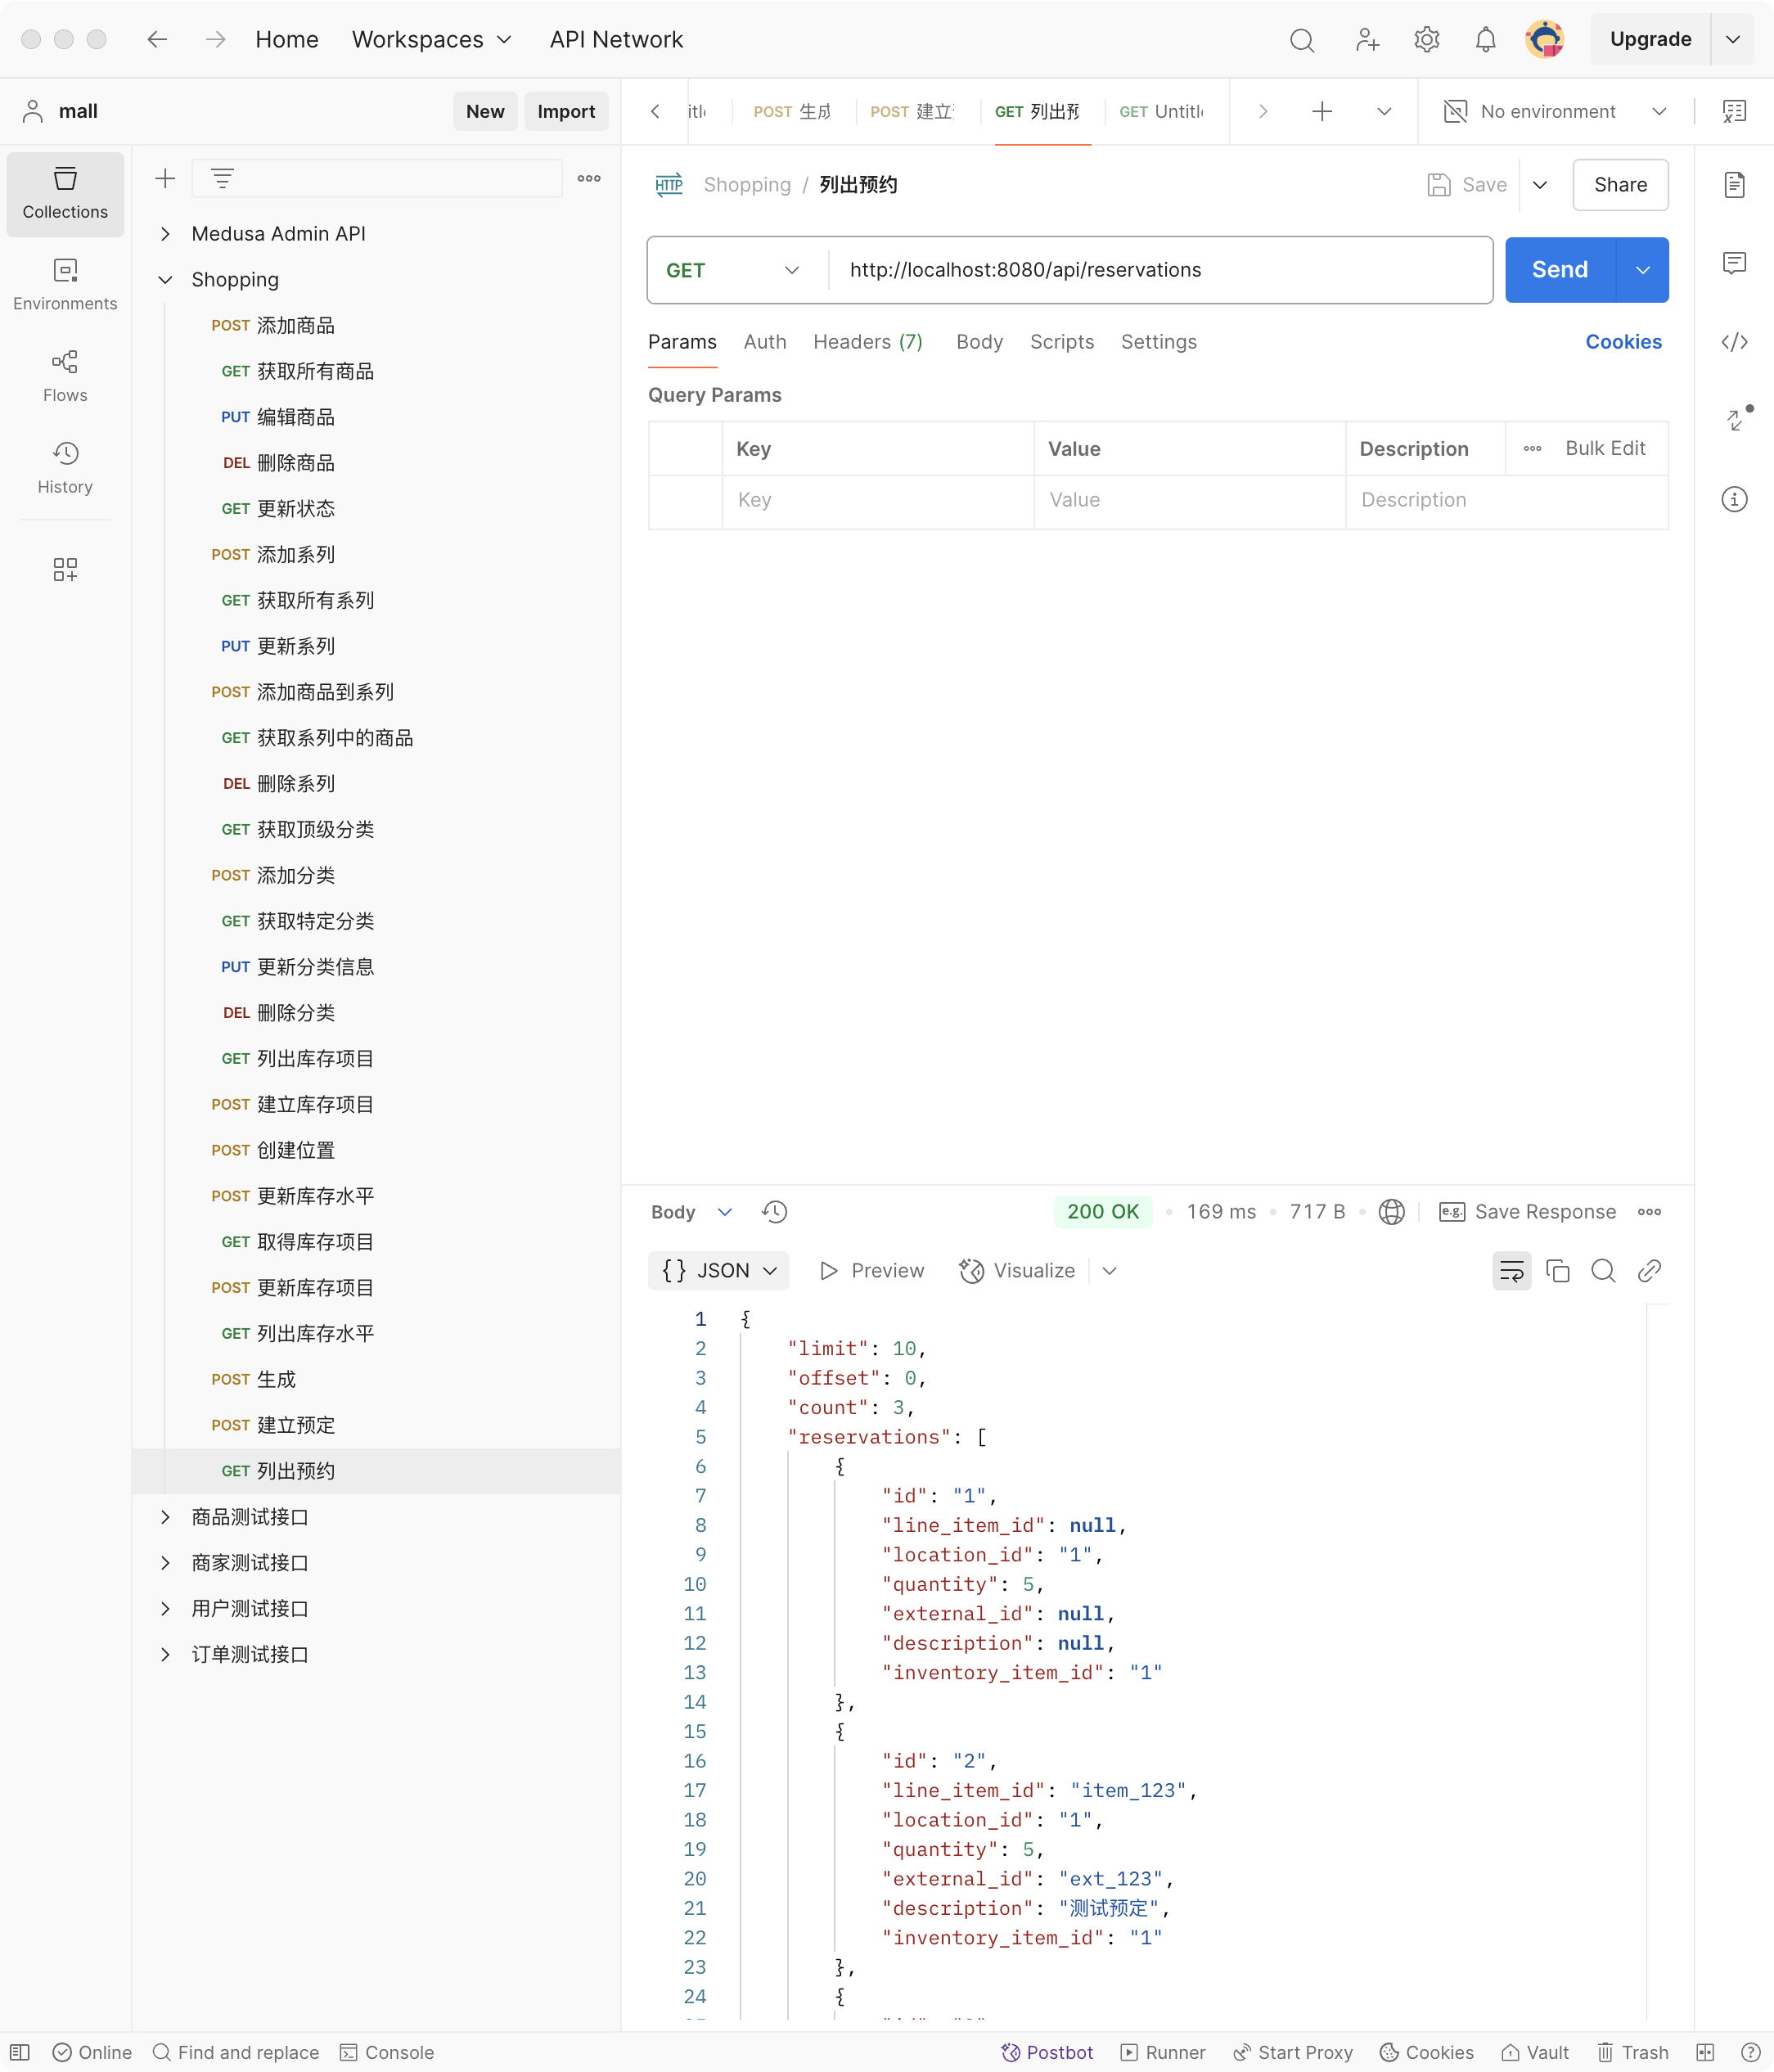 Home Workspaces API Network Upgrade
mall New Import
POST 生成 POST 建立 GET 列出预 GET Untitl No environment
Collections
Environments
Flows
History
Medusa Admin API
Shopping
POST 添加商品
GET 获取所有商品
PUT 编辑商品
DEL 删除商品
GET 更新状态
POST 添加系列
GET 获取所有系列
PUT 更新系列
POST 添加商品到系列
GET 获取系列中的商品
DEL 删除系列
GET 获取顶级分类
POST 添加分类
GET 获取特定分类
PUT 更新分类信息
DEL 删除分类
GET 列出库存项目
POST 建立库存项目
POST 创建位置
POST 更新库存水平
GET 取得库存项目
POST 更新库存项目
GET 列出库存水平
POST 生成
POST 建立预定
GET 列出预约
商品测试接口
商家测试接口
用户测试接口
订单测试接口
HTTP Shopping / 列出预约 Save Share
GET http://localhost:8080/api/reservations Send
Params Auth Headers (7) Body Scripts Settings Cookies
Query Params
Key Value Description Bulk Edit
Key Value Description
Body 200 OK 169 ms 717 B e.g. Save Response
{} JSON Preview Visualize
1 {
2 "limit": 10,
3 "offset": 0,
4 "count": 3,
5 "reservations": [
6 {
7 "id": "1",
8 "line_item_id": null,
9 "location_id": "1",
10 "quantity": 5,
11 "external_id": null,
12 "description": null,
13 "inventory_item_id": "1"
14 },
15 {
16 "id": "2",
17 "line_item_id": "item_123",
18 "location_id": "1",
19 "quantity": 5,
20 "external_id": "ext_123",
21 "description": "测试预定",
22 "inventory_item_id": "1"
23 },
24 {
Online Find and replace Console Postbot Runner Start Proxy Cookies Vault Trash